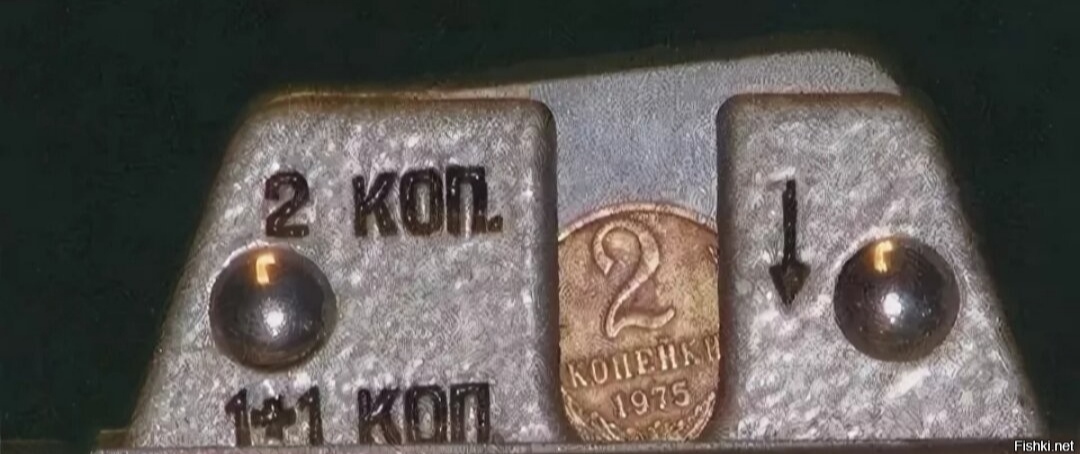 2 КОП.
2
КОПЕЙКИ
1975
1+1 КОП
Fishki.net